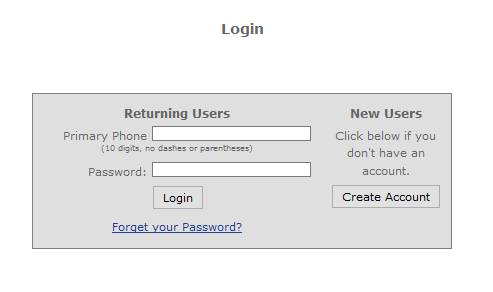 Login
Returning Users
Primary Phone
(10 digits, no dashes or parentheses)
Password:
Login
Forget your Password?
New Users
Click below if you
don't have an
account.
Create Account